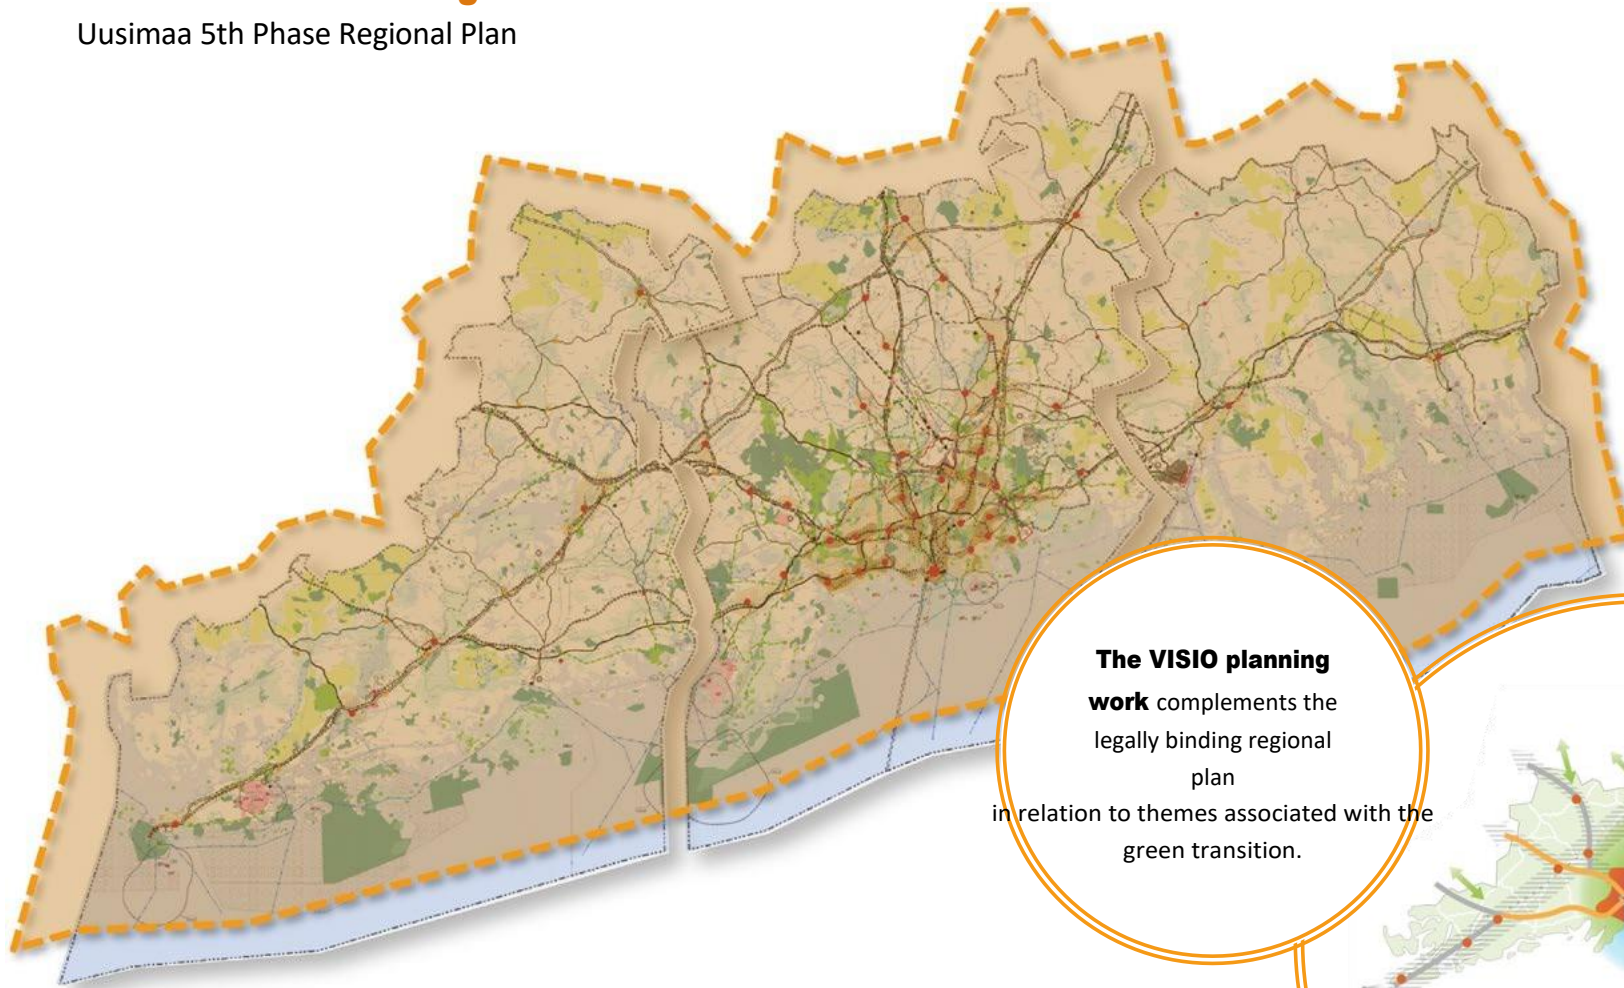 Uusimaa 5th Phase Regional Plan
The VISIO planning
work complements the
legally binding regional
plan
in relation to themes associated with the
green transition.